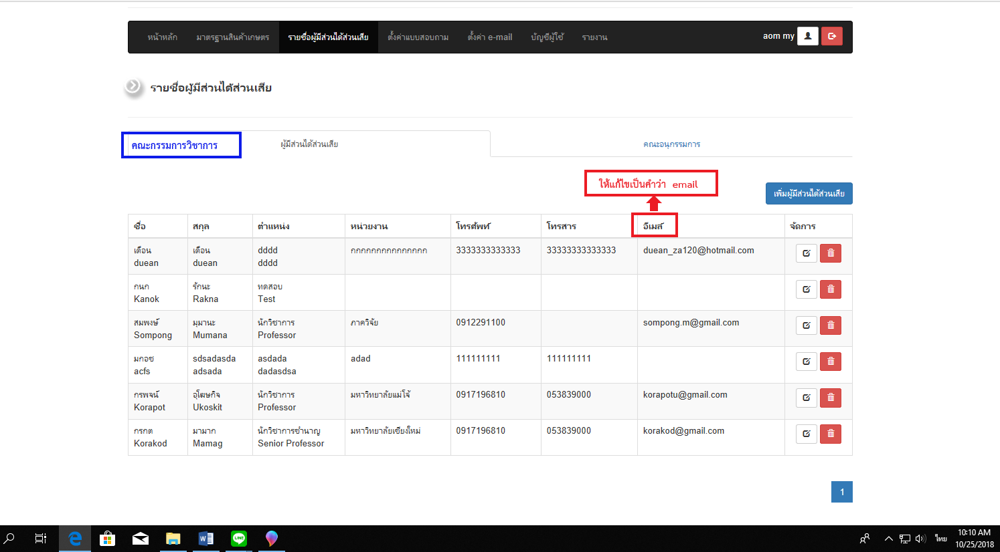 หน้าหลัก มาตรฐานสินค้าเกษตร รายชื่อผู้มีส่วนได้ส่วนเสีย ตั้งค่าแบบสอบถาม ตั้งค่า e-mail บัญชีผู้ใช้ รายงาน aom my
รายชื่อผู้มีส่วนได้ส่วนเสีย
คณะกรรมการวิชาการ ผู้มีส่วนได้ส่วนเสีย คณะอนุกรรมการ
ให้แก้ไขเป็นคำว่า email
เพิ่มผู้มีส่วนได้ส่วนเสีย
ชื่อ สกุล ตำแหน่ง หน่วยงาน โทรศัพท์ โทรสาร อีเมล์ จัดการ
เดือน เดือน dddd กกกกกกกกกกกกกกก 3333333333333 33333333333333 duean_za120@hotmail.com
duean duean dddd
กนก รักนะ ทดสอบ
Kanok Rakna Test
สมพงษ์ มุมานะ นักวิชาการ ภาควิจัย 0912291100 sompong.m@gmail.com
Sompong Mumana Professor
มกอช sdsadasda asdada adad 111111111 111111111
acfs adsada dadasdsa
กรพจน์ อุโฆษกิจ นักวิชาการ มหาวิทยาลัยแม่โจ้ 0917196810 053839000 korapotu@gmail.com
Korapot Ukoskit Professor
กรกต มามาก นักวิชาการชำนาญ มหาวิทยาลัยเชียงใหม่ 0917196810 053839000 korakod@gmail.com
Korakod Mamag Senior Professor
1
LINE
ไทย
10:10 AM
10/25/2018